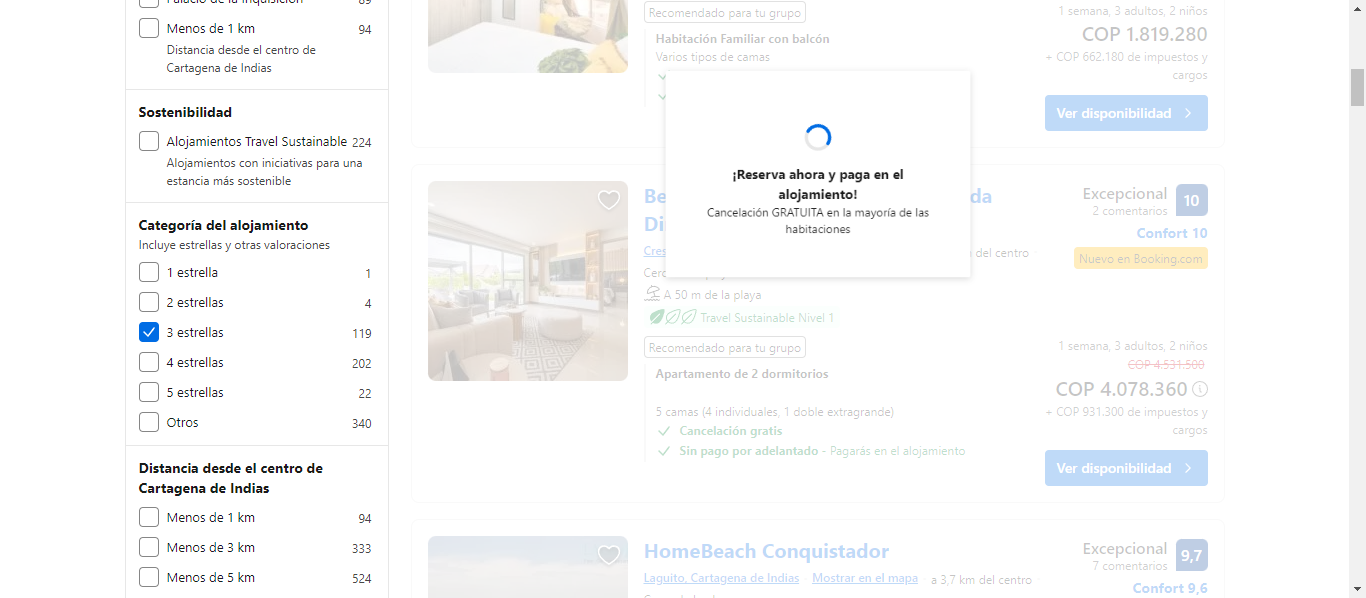 Palacio de la Inquisición 89
Menos de 1 km 94
Distancia desde el centro de
Cartagena de Indias
Sostenibilidad
Alojamientos Travel Sustainable 224
Alojamientos con iniciativas para una
estancia más sostenible
Categoría del alojamiento
Incluye estrellas y otras valoraciones
1 estrella 1
2 estrellas 4
3 estrellas 119
4 estrellas 202
5 estrellas 22
Otros 340
Distancia desde el centro de
Cartagena de Indias
Menos de 1 km 94
Menos de 3 km 333
Menos de 5 km 524
Recomendado para tu grupo
Habitación Familiar con balcón
Varios tipos de camas
1 semana, 3 adultos, 2 niños
COP 1.819.280
+ COP 662.180 de impuestos y
cargos
Ver disponibilidad
¡Reserva ahora y paga en el
alojamiento!
Cancelación GRATUITA en la mayoría de las
habitaciones
Excepcional 10
2 comentarios
Confort 10
del centro
Nuevo en Booking.com
A 50 m de la playa
Travel Sustainable Nivel 1
Recomendado para tu grupo
Apartamento de 2 dormitorios
5 camas (4 individuales, 1 doble extragrande)
Cancelación gratis
Sin pago por adelantado - Pagarás en el alojamiento
1 semana, 3 adultos, 2 niños
COP 4.531.500
COP 4.078.360
+ COP 931.300 de impuestos y
cargos
Ver disponibilidad
HomeBeach Conquistador
Laguito, Cartagena de Indias Mostrar en el mapa a 3,7 km del centro
Excepcional 9,7
7 comentarios
Confort 9,6